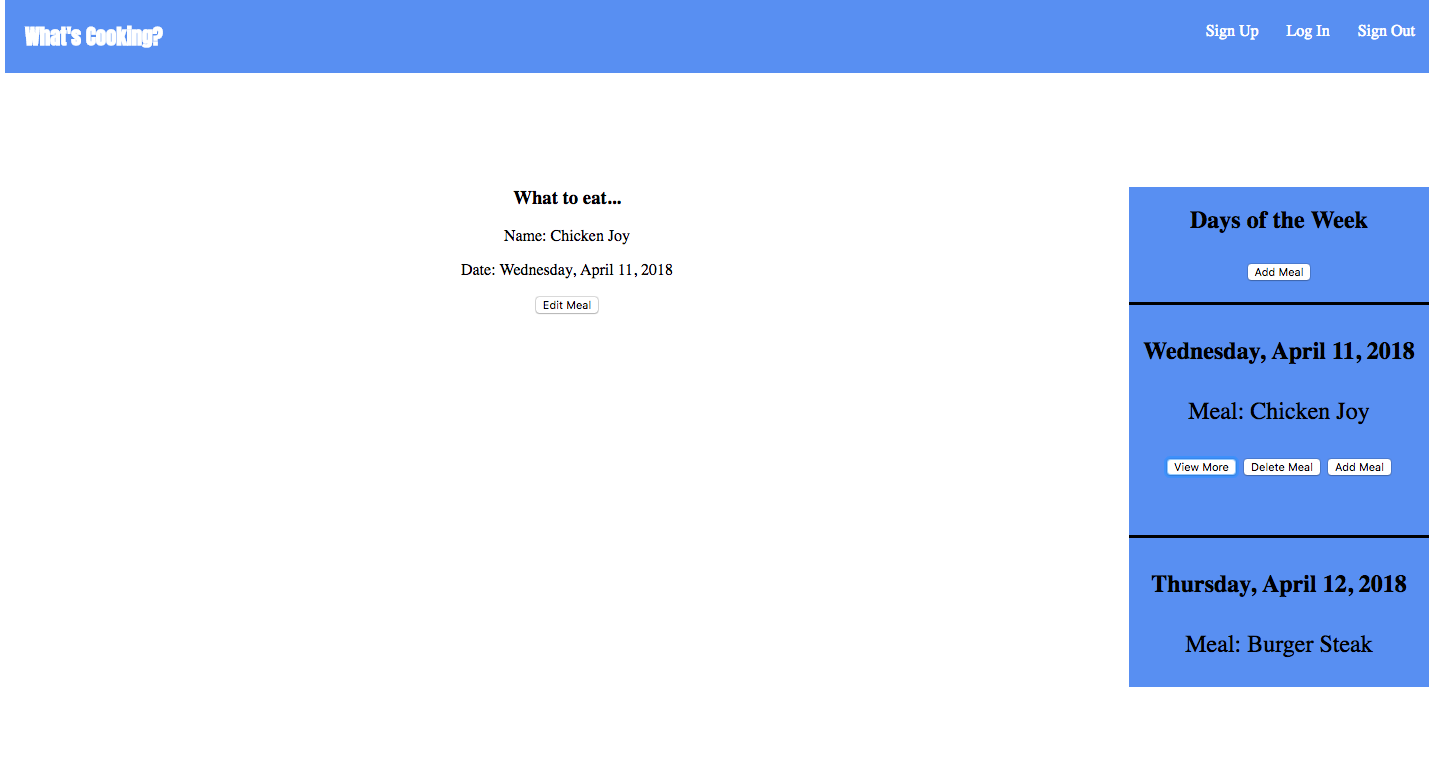 What's Cooking?
Sign Up Log In Sign Out
What to eat...
Name: Chicken Joy
Date: Wednesday, April 11, 2018
Edit Meal
Days of the Week
Add Meal
Wednesday, April 11, 2018
Meal: Chicken Joy
View More Delete Meal Add Meal
Thursday, April 12, 2018
Meal: Burger Steak